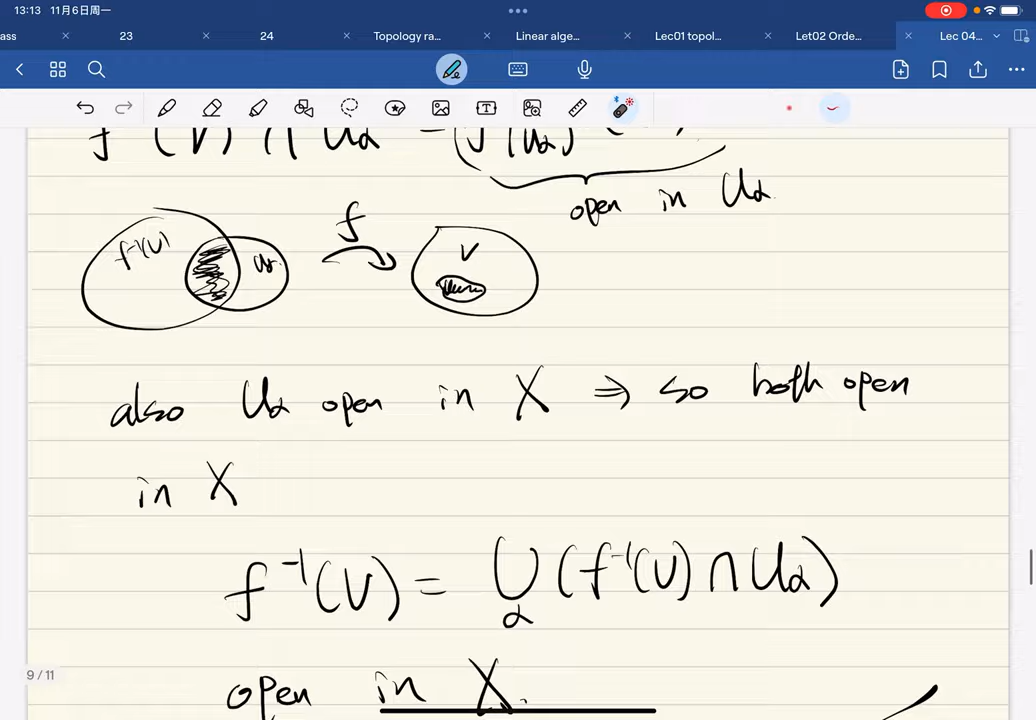 13:13 11月6日周一
ass 23 24 Topology ra... Linear alge... Lec01 topol... Let02 Orde... Lec 04...
f (V) ∩ Uα = (f|Uα)
open in Uα
f
f⁻¹(V) Uα V
also Uα open in X ⇒ so both open
in X
f⁻¹(V) = ⋃α (f⁻¹(V) ∩ Uα)
9 / 11
open in X.